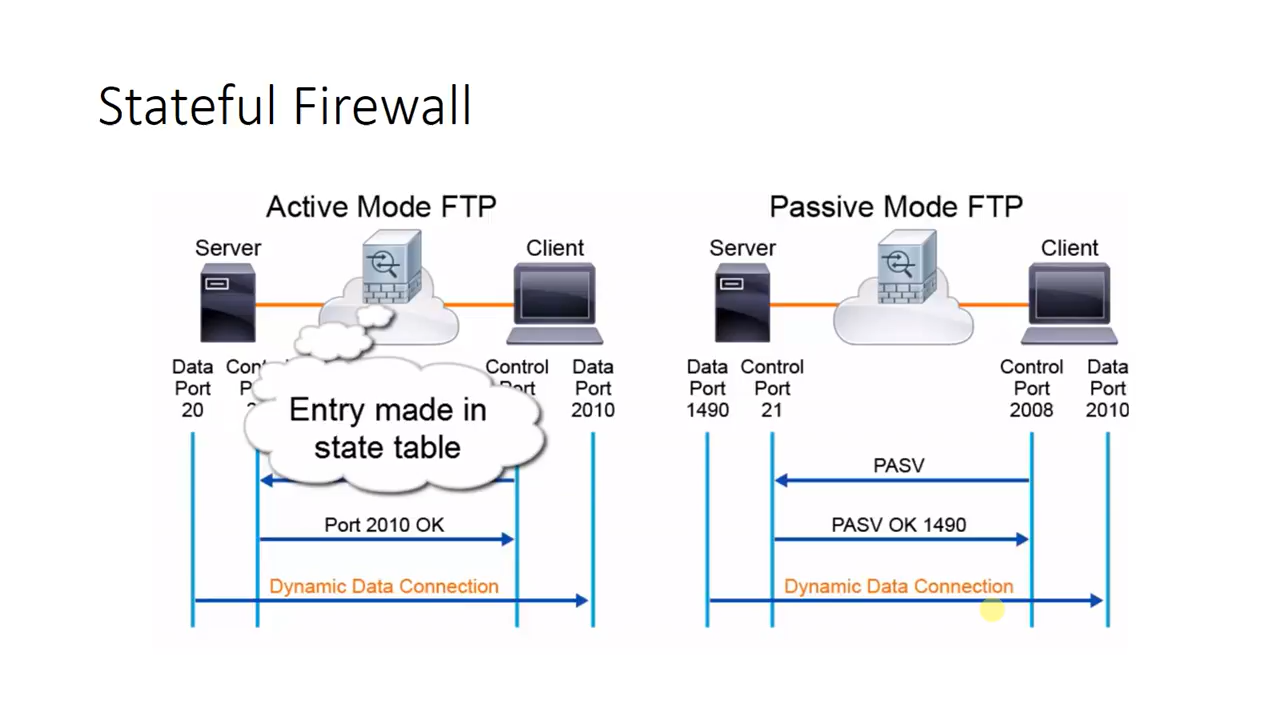 Stateful Firewall
Active Mode FTP
Server
Client
Data
Port
20
Control
Port
Data
Port
2010
Entry made in
state table
Port 2010 OK
Dynamic Data Connection
Passive Mode FTP
Server
Client
Data
Port
1490
Control
Port
21
Control
Port
2008
Data
Port
2010
PASV
PASV OK 1490
Dynamic Data Connection